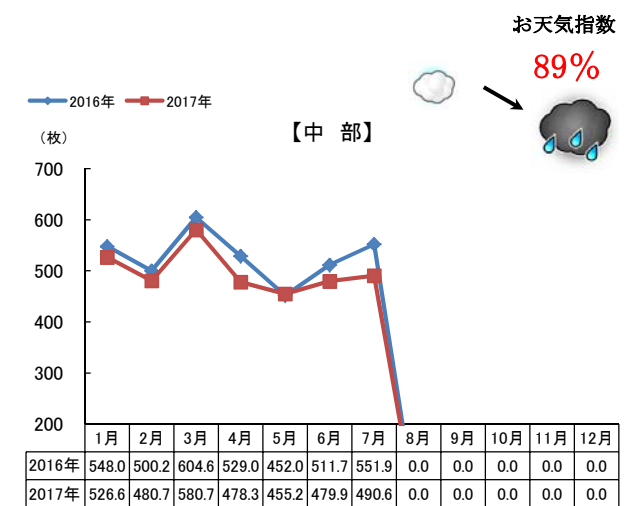 お天気指数
89%
2016年 2017年
（枚）
【中　部】
700
600
500
400
300
200
1月 2月 3月 4月 5月 6月 7月 8月 9月 10月 11月 12月
2016年 548.0 500.2 604.6 529.0 452.0 511.7 551.9 0.0 0.0 0.0 0.0 0.0
2017年 526.6 480.7 580.7 478.3 455.2 479.9 490.6 0.0 0.0 0.0 0.0 0.0